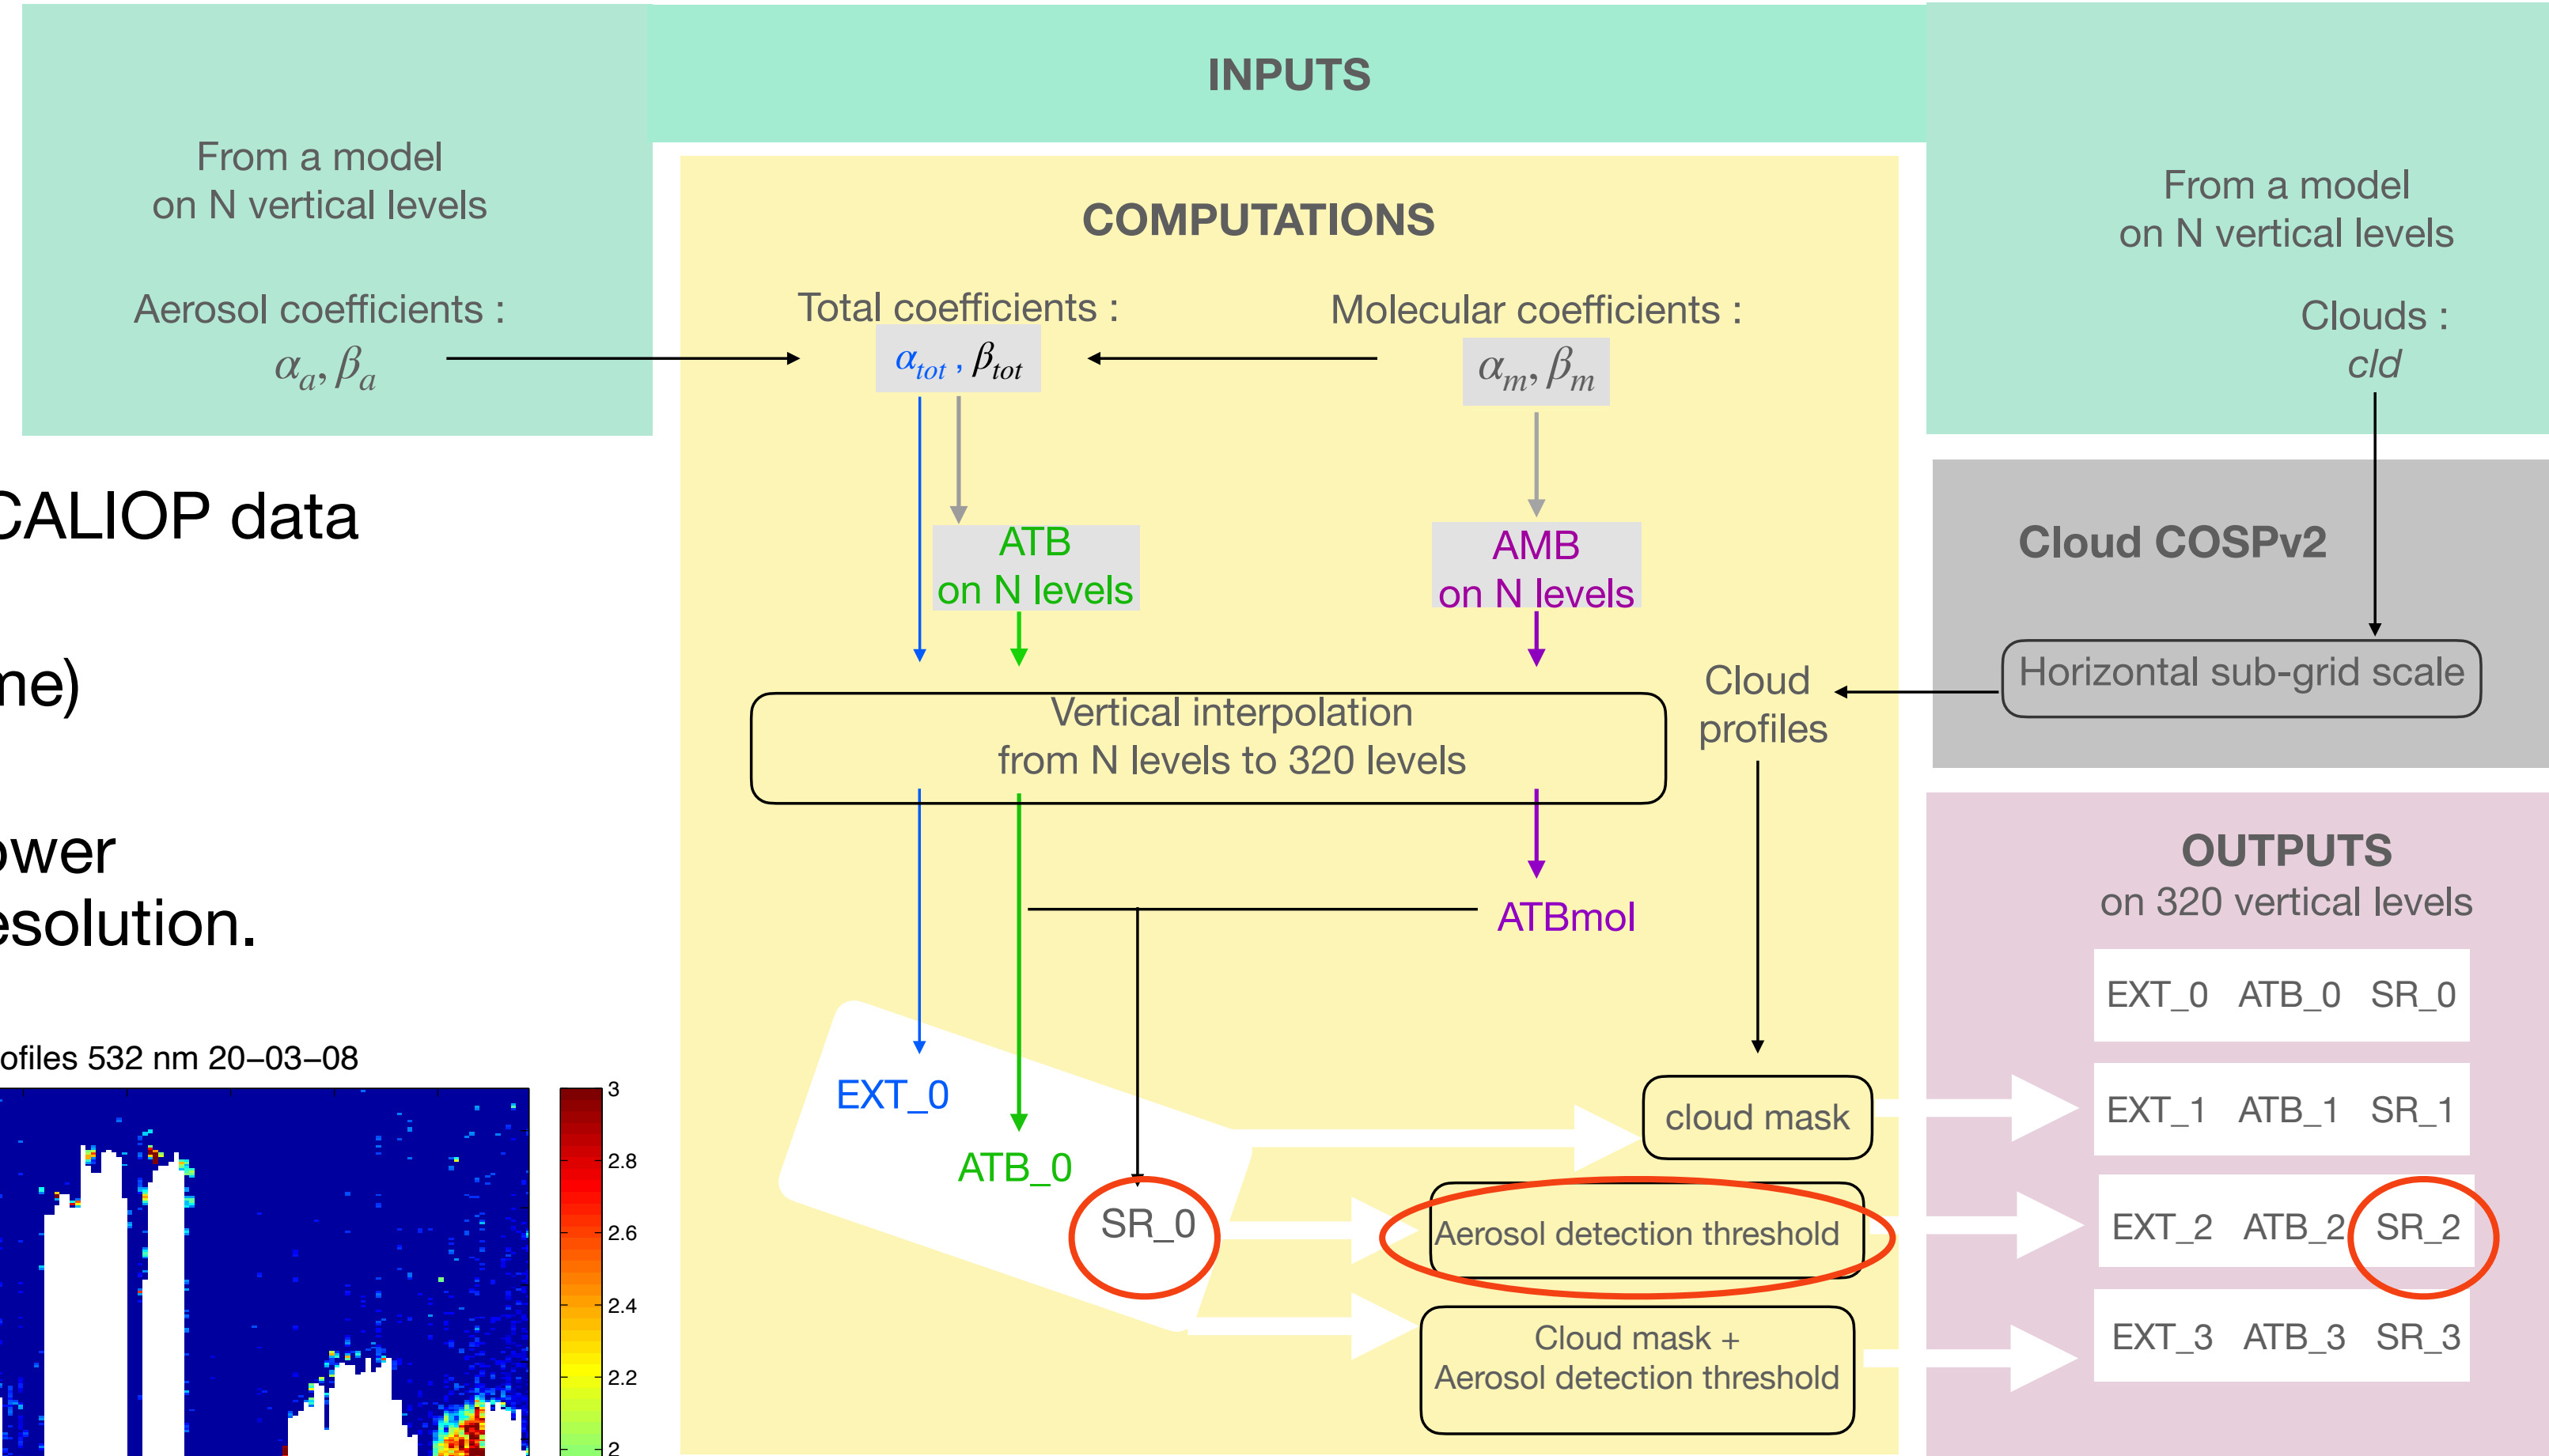 INPUTS
From a model
on N vertical levels
Aerosol coefficients :
αa, βa
COMPUTATIONS
Total coefficients :
αtot , βtot
Molecular coefficients :
αm, βm
From a model
on N vertical levels
Clouds :
cld
ATB
on N levels
AMB
on N levels
Cloud COSPv2
Horizontal sub-grid scale
Cloud
profiles
Vertical interpolation
from N levels to 320 levels
ATBmol
EXT_0
ATB_0
SR_0
cloud mask
Aerosol detection threshold
Cloud mask +
Aerosol detection threshold
OUTPUTS
on 320 vertical levels
EXT_0 ATB_0 SR_0
EXT_1 ATB_1 SR_1
EXT_2 ATB_2 SR_2
EXT_3 ATB_3 SR_3
CALIOP data
me)
ower
esolution.
ofiles 532 nm 20−03−08
3
2.8
2.6
2.4
2.2
2